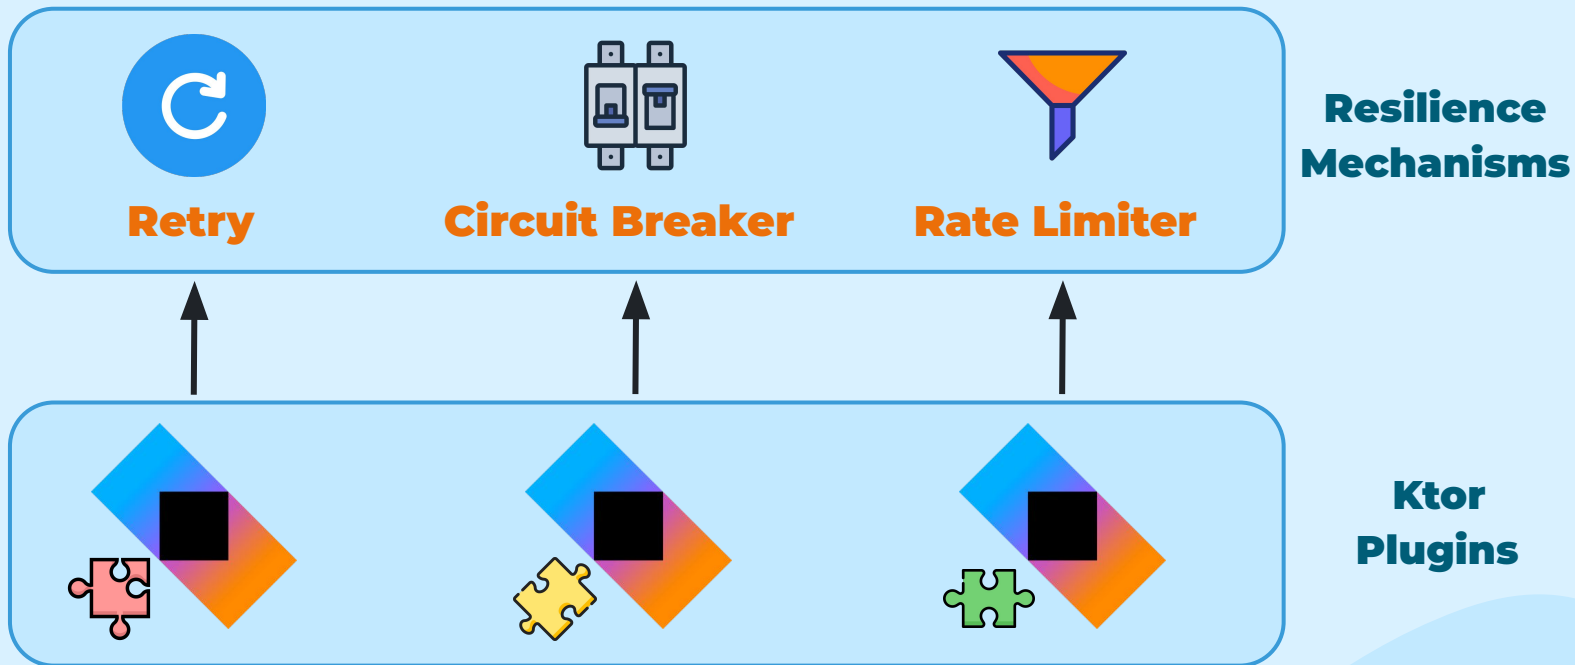 Resilience
Mechanisms
Retry
Circuit Breaker
Rate Limiter
Ktor
Plugins